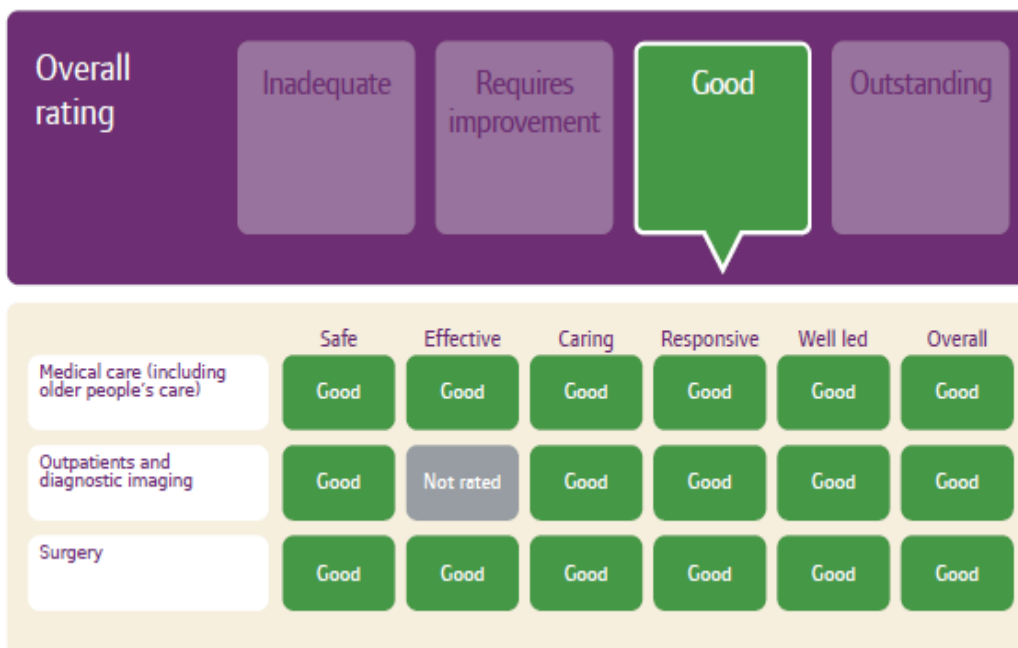 Overall
rating
Inadequate
Requires
improvement
Good
Outstanding
Safe Effective Caring Responsive Well led Overall
Medical care (including
older people's care)
Good Good Good Good Good Good
Outpatients and
diagnostic imaging
Good Not rated Good Good Good Good
Surgery
Good Good Good Good Good Good